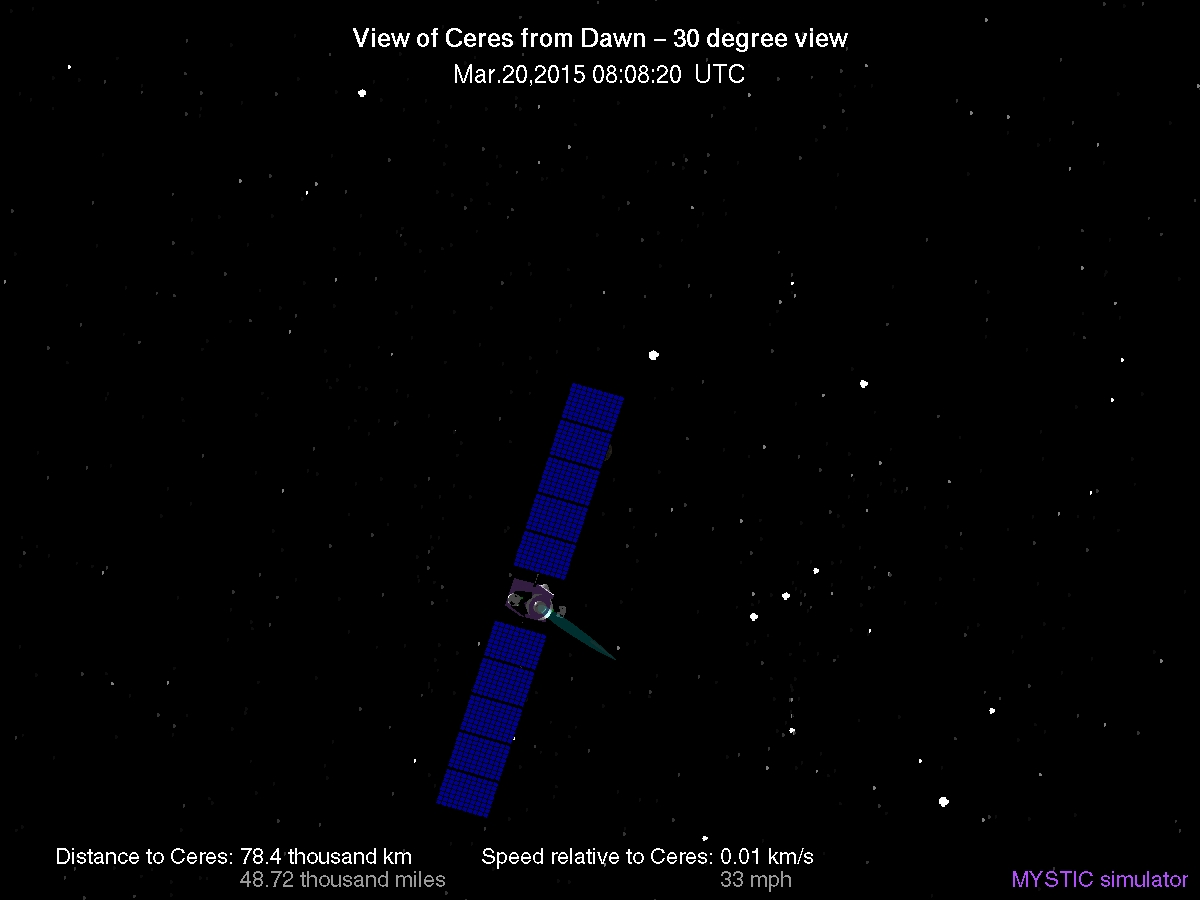 View of Ceres from Dawn – 30 degree view
Mar.20,2015 08:08:20 UTC
Distance to Ceres: 78.4 thousand km
48.72 thousand miles
Speed relative to Ceres: 0.01 km/s
33 mph
MYSTIC simulator